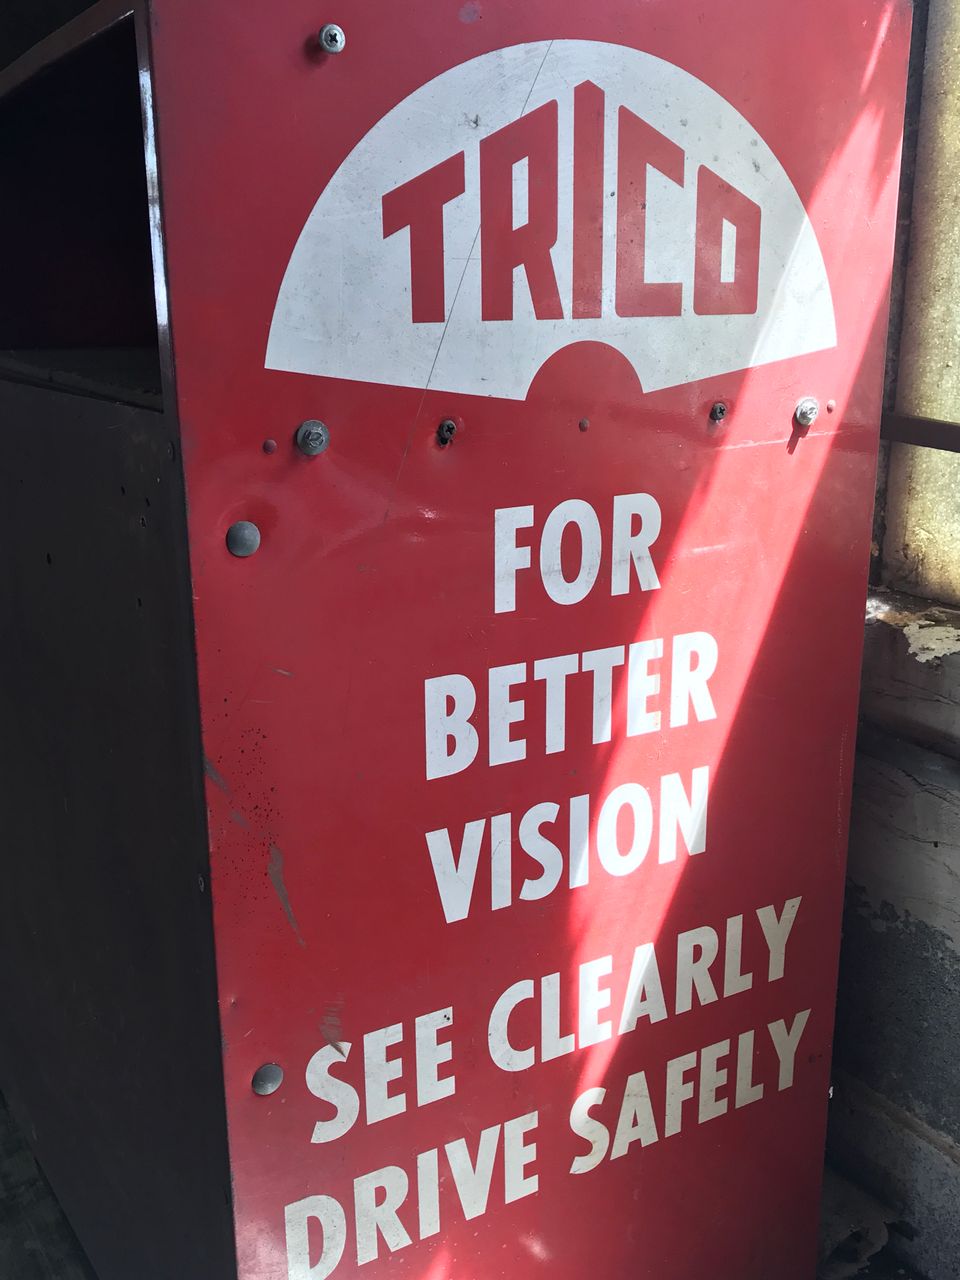 TRICO
FOR
BETTER
VISION
SEE CLEARLY
DRIVE SAFELY